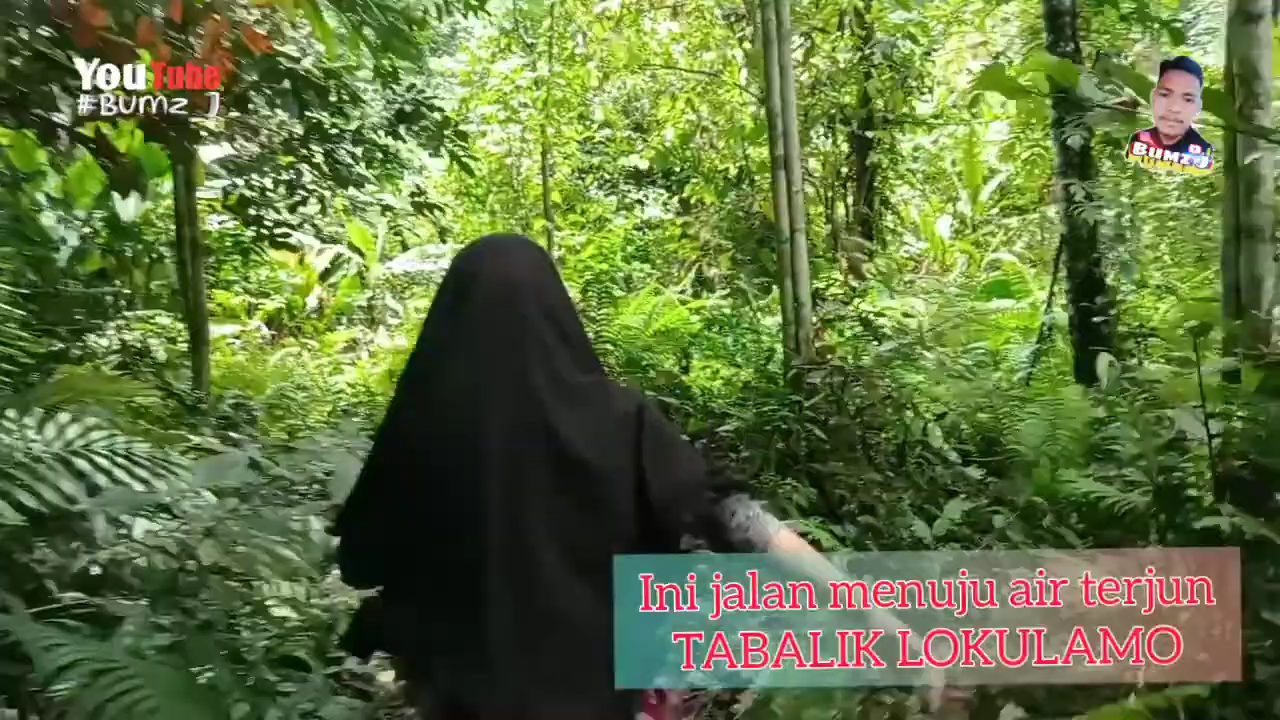 YouTube
#Bumz J
BUMZ J
Ini jalan menuju air terjun
TABALIK LOKULAMO